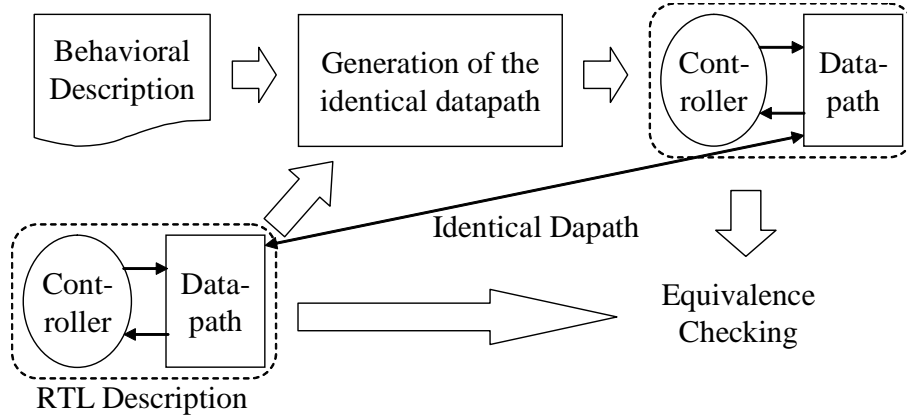 Behavioral
Description
Generation of the
identical datapath
Cont-
roller
Data-
path
Identical Dapath
Cont-
roller
Data-
path
Equivalence
Checking
RTL Description